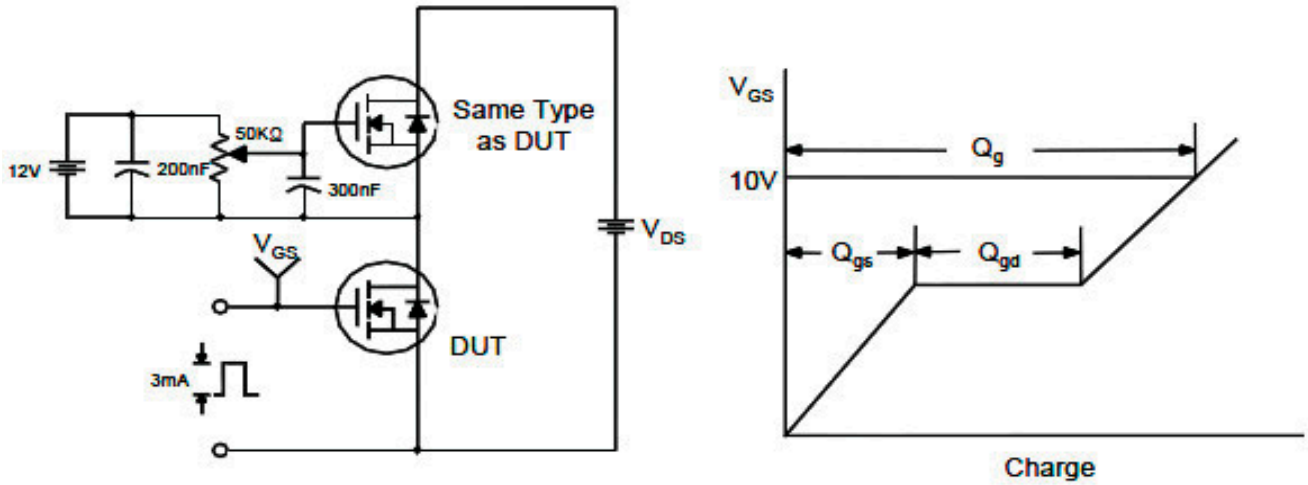 Same Type
as DUT
12V
200nF
50KΩ
300nF
V_GS
DUT
3mA
V_DS
V_GS
10V
Q_g
Q_gs
Q_gd
Charge